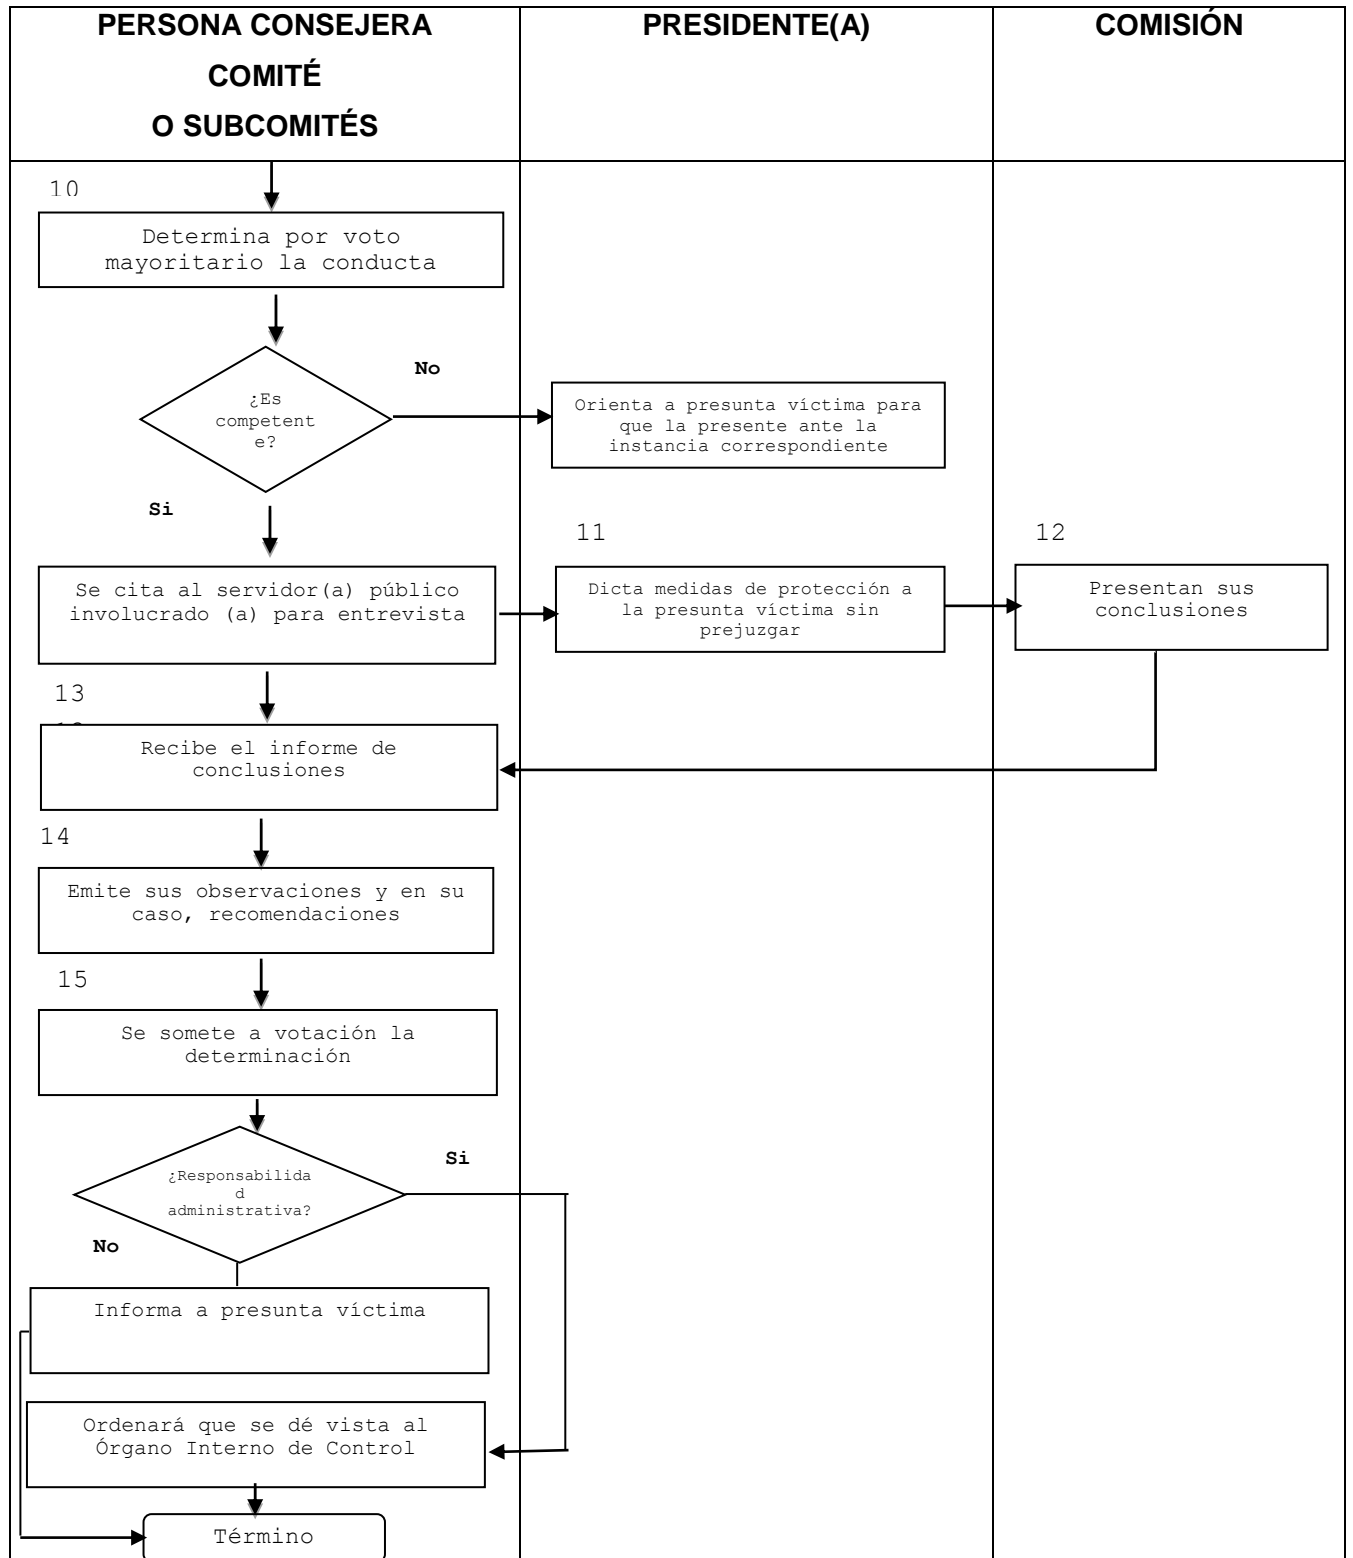 PERSONA CONSEJERA
COMITÉ
O SUBCOMITÉS
PRESIDENTE(A)
COMISIÓN
10
Determina por voto
mayoritario la conducta
¿Es
competent
e?
No
Orienta a presunta víctima para
que la presente ante la
instancia correspondiente
Si
Se cita al servidor(a) público
involucrado (a) para entrevista
11
Dicta medidas de protección a
la presunta víctima sin
prejuzgar
12
Presentan sus
conclusiones
13
Recibe el informe de
conclusiones
14
Emite sus observaciones y en su
caso, recomendaciones
15
Se somete a votación la
determinación
¿Responsabilida
d
administrativa?
Si
No
Informa a presunta víctima
Ordenará que se dé vista al
Órgano Interno de Control
Término